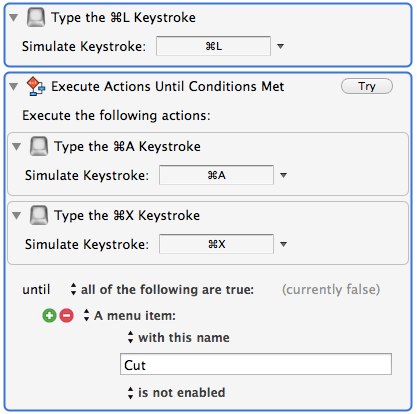 Type the ⌘L Keystroke
Simulate Keystroke: ⌘L
Execute Actions Until Conditions Met Try
Execute the following actions:
Type the ⌘A Keystroke
Simulate Keystroke: ⌘A
Type the ⌘X Keystroke
Simulate Keystroke: ⌘X
until all of the following are true: (currently false)
A menu item:
with this name
Cut
is not enabled